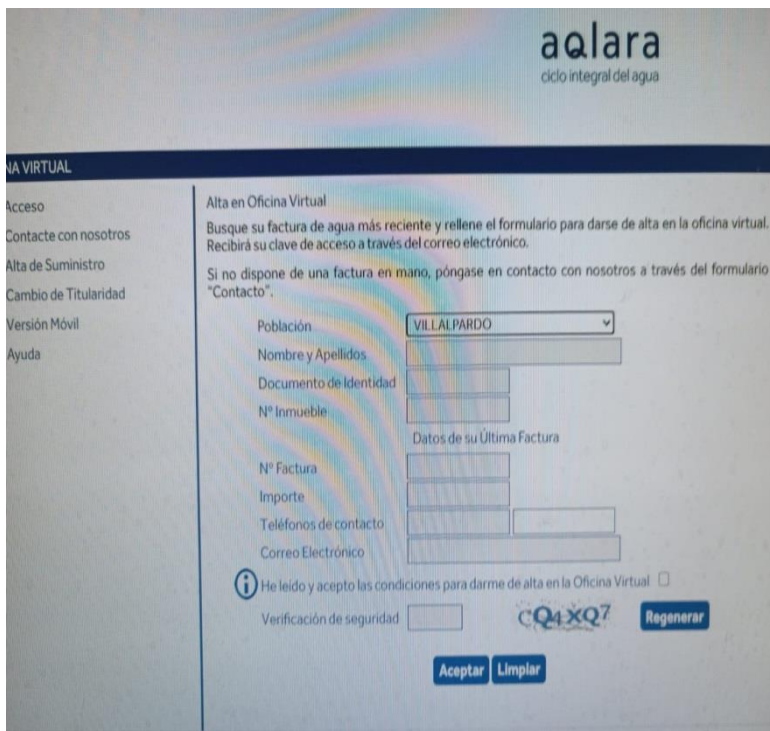 aqlara
ciclo integral del agua
NA VIRTUAL
Acceso
Contacte con nosotros
Alta de Suministro
Cambio de Titularidad
Versión Móvil
Ayuda
Alta en Oficina Virtual
Busque su factura de agua más reciente y rellene el formulario para darse de alta en la oficina virtual.
Recibirá su clave de acceso a través del correo electrónico.
Si no dispone de una factura en mano, póngase en contacto con nosotros a través del formulario
"Contacto".
Población VILLALPARDO
Nombre y Apellidos
Documento de Identidad
Nº Inmueble
Datos de su Última Factura
Nº Factura
Importe
Teléfonos de contacto
Correo Electrónico
He leído y acepto las condiciones para darme de alta en la Oficina Virtual
Verificación de seguridad CQ4XQ7 Regenerar
Aceptar Limpiar